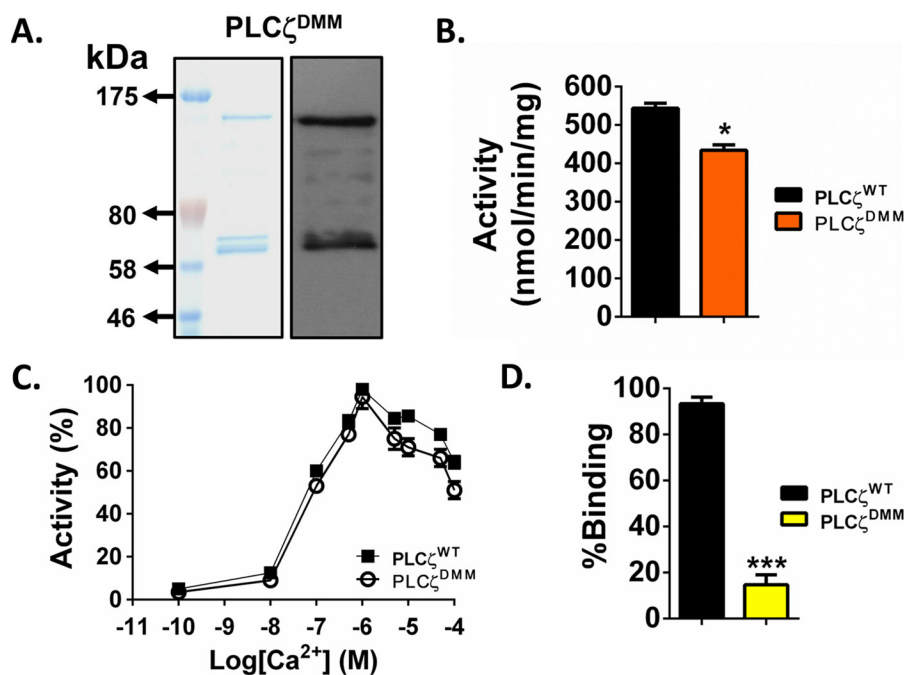 A.
PLCζDMM
kDa
175
80
58
46
B.
Activity
(nmol/min/mg)
600
500
400
300
200
100
0
*
PLCζWT
PLCζDMM
C.
Activity (%)
100
80
60
40
20
0
-11 -10 -9 -8 -7 -6 -5 -4
Log[Ca2+] (M)
PLCζWT
PLCζDMM
D.
%Binding
100
80
60
40
20
0
***
PLCζWT
PLCζDMM